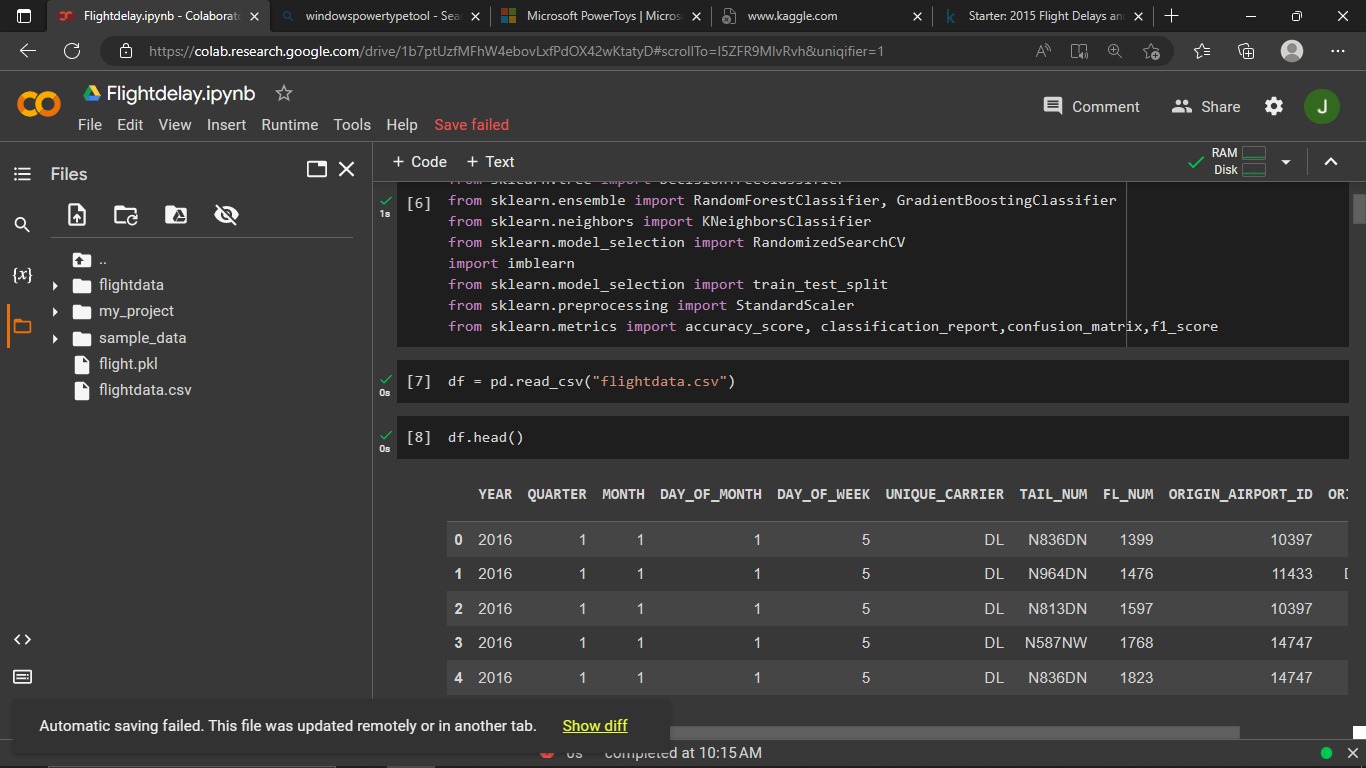 Flightdelay.ipynb - Colaborat
windowspowertypetool - Sea
Microsoft PowerToys | Micros
www.kaggle.com
Starter: 2015 Flight Delays an
https://colab.research.google.com/drive/1b7ptUzfMFhW4ebovLxfPdOX42wKtatyD#scrollTo=I5ZFR9MIvRvh&uniqifier=1
Flightdelay.ipynb
Comment Share J
File Edit View Insert Runtime Tools Help Save failed
Files
+ Code + Text
RAM
Disk
from sklearn.tree import DecisionTreeClassifier
1s [6] from sklearn.ensemble import RandomForestClassifier, GradientBoostingClassifier
from sklearn.neighbors import KNeighborsClassifier
from sklearn.model_selection import RandomizedSearchCV
import imblearn
from sklearn.model_selection import train_test_split
from sklearn.preprocessing import StandardScaler
from sklearn.metrics import accuracy_score, classification_report,confusion_matrix,f1_score
{x}
..
flightdata
my_project
sample_data
flight.pkl
flightdata.csv
0s [7] df = pd.read_csv("flightdata.csv")
0s [8] df.head()
YEAR QUARTER MONTH DAY_OF_MONTH DAY_OF_WEEK UNIQUE_CARRIER TAIL_NUM FL_NUM ORIGIN_AIRPORT_ID ORI
0 2016 1 1 1 5 DL N836DN 1399 10397
1 2016 1 1 1 5 DL N964DN 1476 11433
2 2016 1 1 1 5 DL N813DN 1597 10397
3 2016 1 1 1 5 DL N587NW 1768 14747
4 2016 1 1 1 5 DL N836DN 1823 14747
Automatic saving failed. This file was updated remotely or in another tab. Show diff
0s completed at 10:15 AM